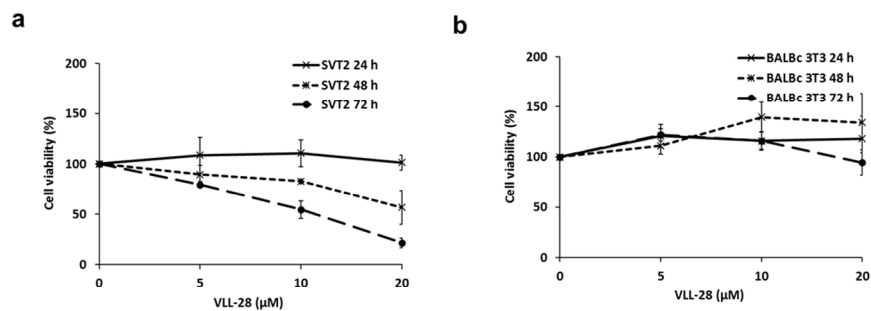 a
SVT2 24 h
SVT2 48 h
SVT2 72 h
Cell viability (%)
200
150
100
50
0
0 5 10 20
VLL-28 (μM)
b
BALBc 3T3 24 h
BALBc 3T3 48 h
BALBc 3T3 72 h
Cell viability (%)
200
150
100
50
0
0 5 10 20
VLL-28 (μM)